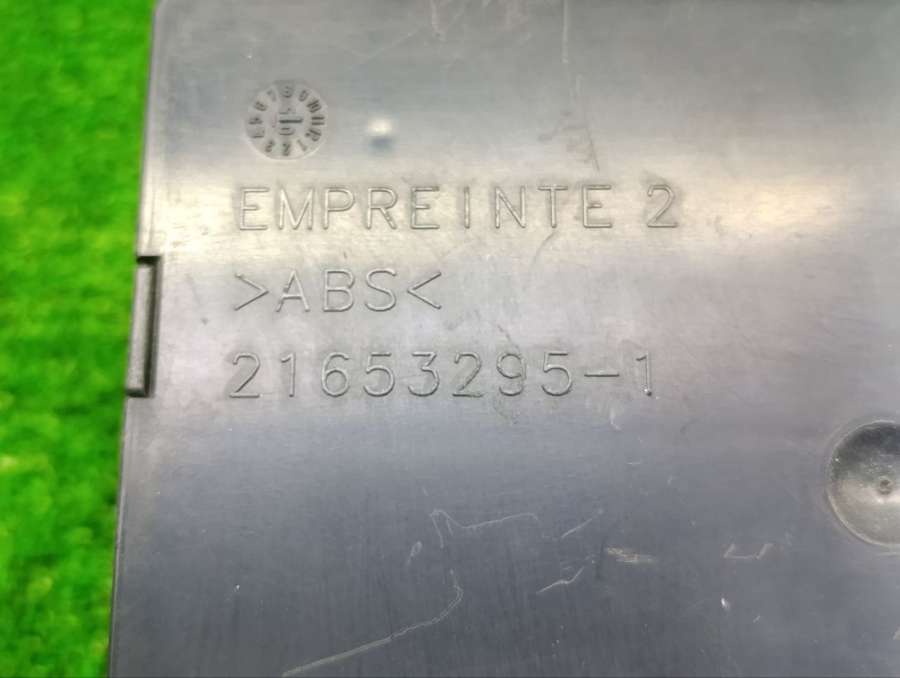 EMPREINTE 2
>ABS<
21653295-1